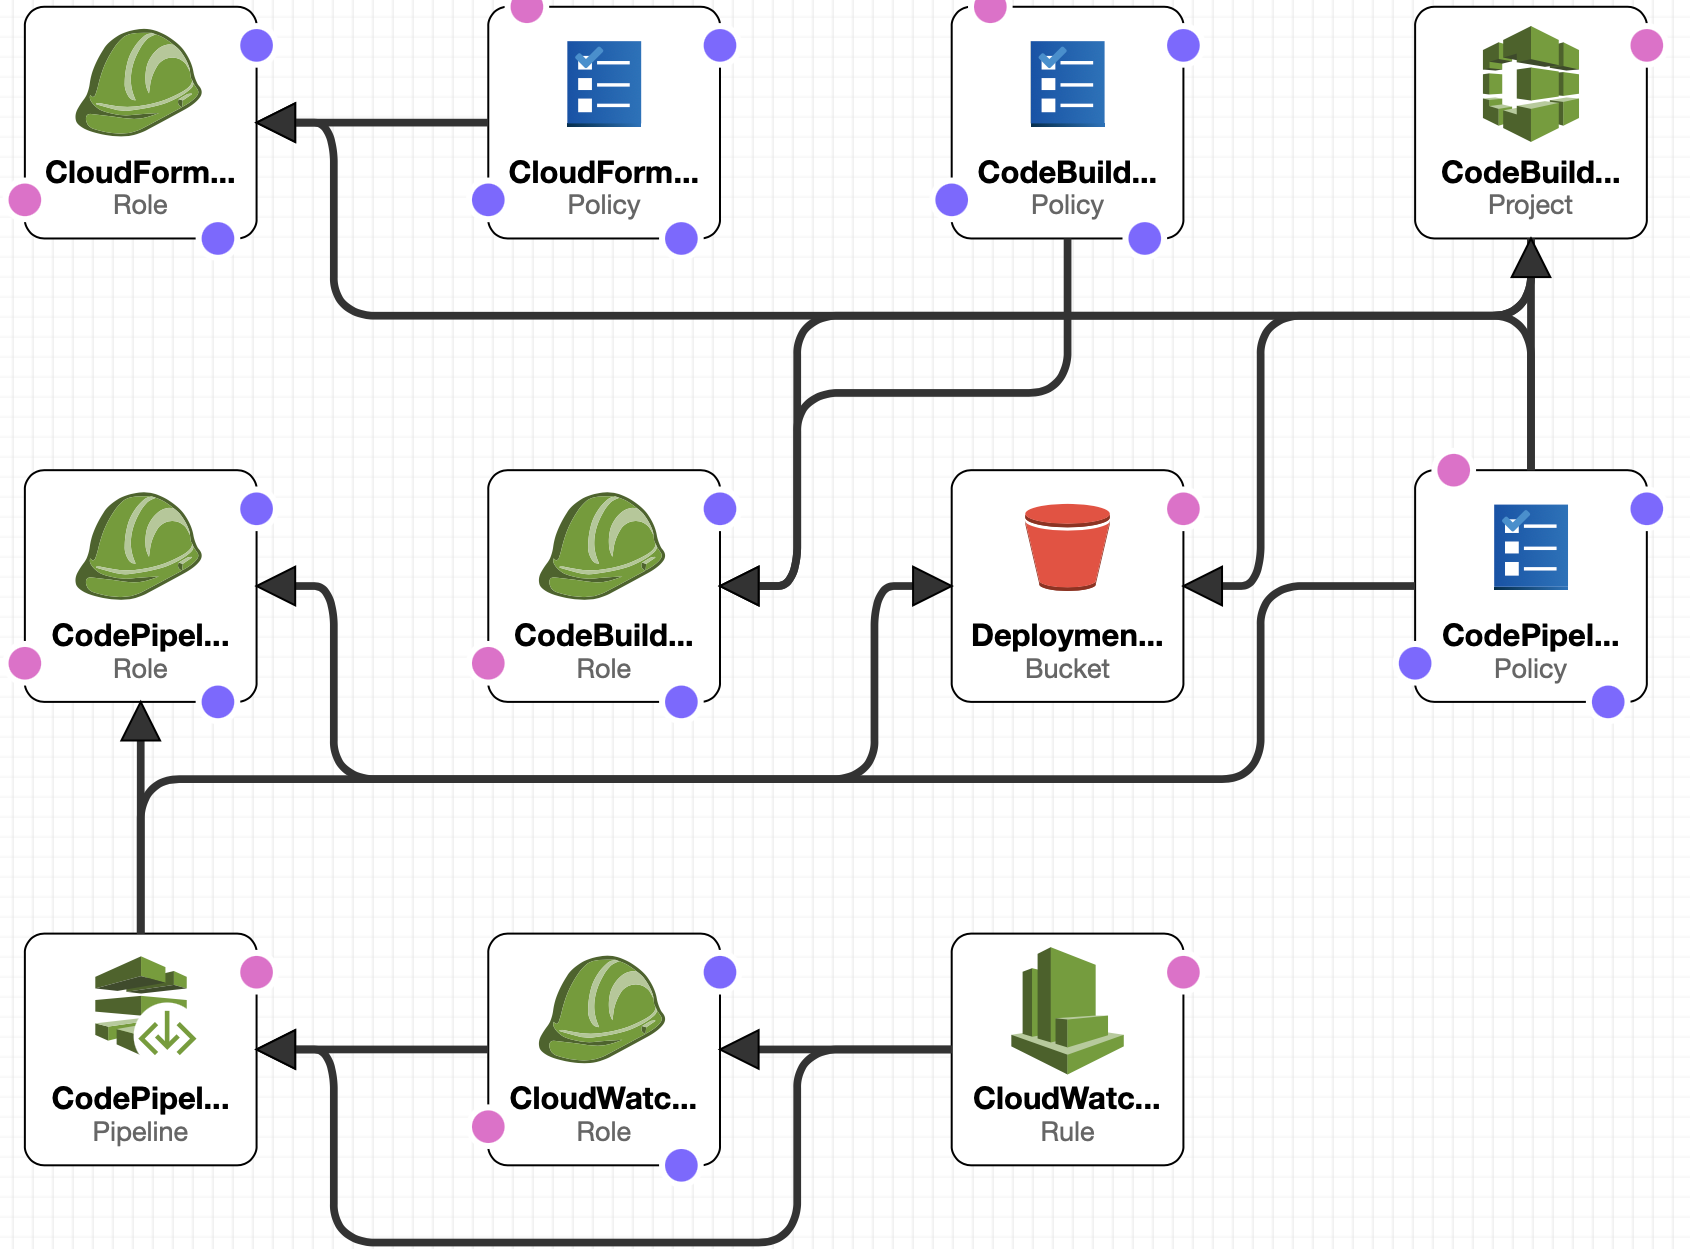 CloudForm...
Role
CloudForm...
Policy
CodeBuild...
Policy
CodeBuild...
Project
CodePipel...
Role
CodeBuild...
Role
Deploymen...
Bucket
CodePipel...
Policy
CodePipel...
Pipeline
CloudWatc...
Role
CloudWatc...
Rule